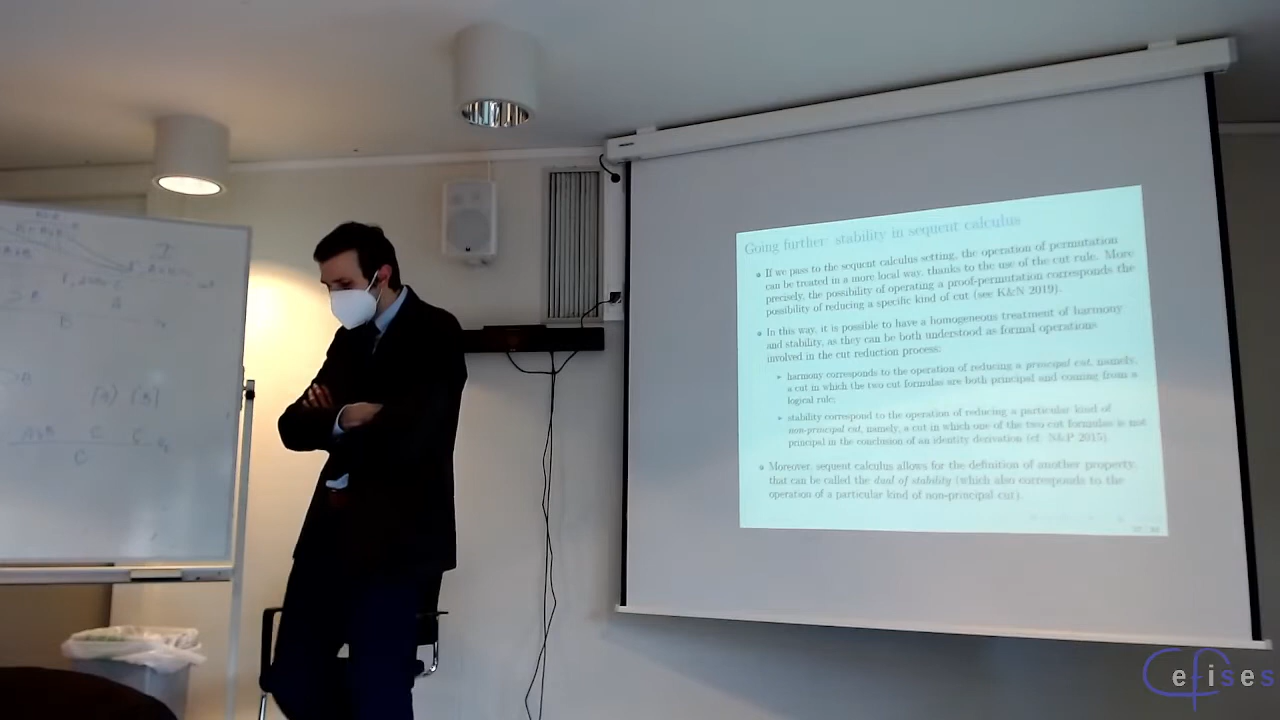 Going further: stability in sequent calculus
If we pass to the sequent calculus setting, the operation of permutation
can be treated in a more local way, thanks to the use of the cut rule. More
precisely, the possibility of operating a proof-permutation corresponds the
possibility of reducing a specific kind of cut (see K&N 2019).
In this way, it is possible to have a homogeneous treatment of harmony
and stability, as they can be both understood as formal operations
involved in the cut reduction process:
harmony corresponds to the operation of reducing a principal cut, namely,
a cut in which the two cut formulas are both principal and coming from a
logical rule;
stability correspond to the operation of reducing a particular kind of
non-principal cut, namely, a cut in which one of the two cut formulas is not
principal in the conclusion of an identity derivation (cf. N&P 2015)
Moreover, sequent calculus allows for the definition of another property,
that can be called the dual of stability (which also corresponds to the
operation of a particular kind of non-principal cut).
B
C
Cefises